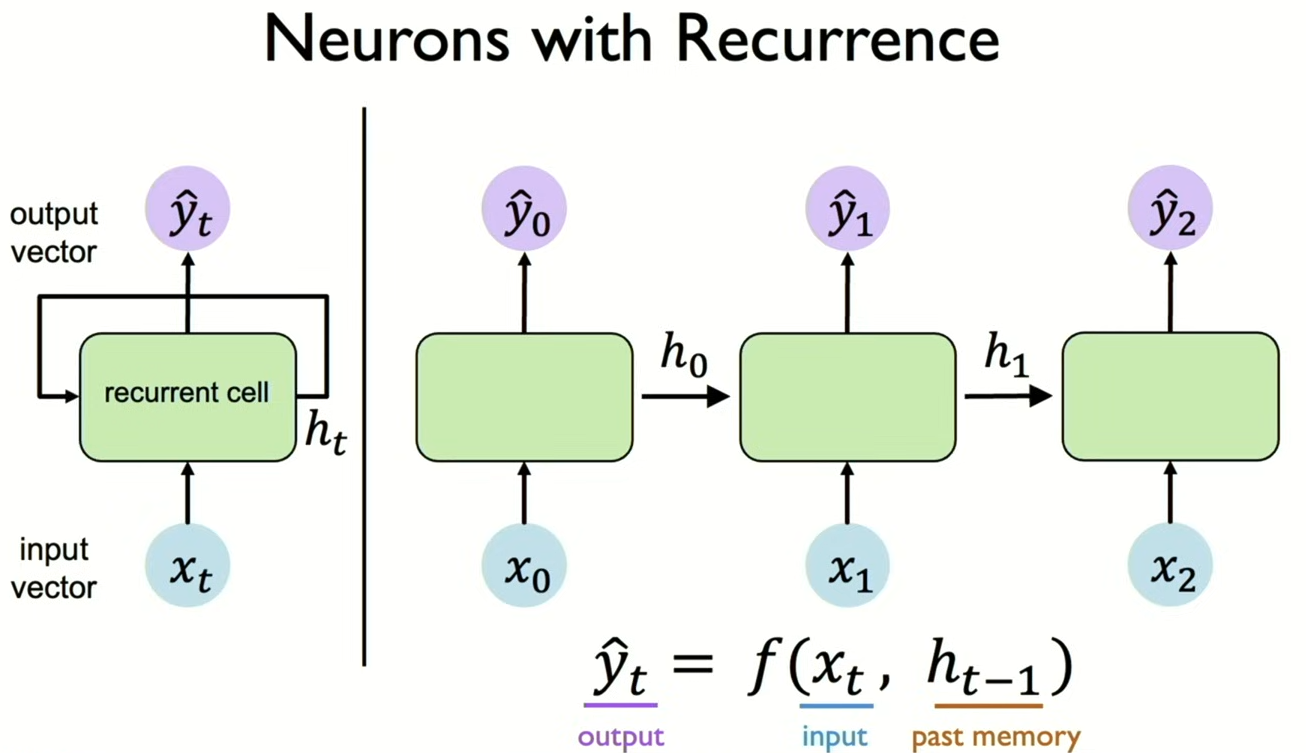 Neurons with Recurrence
output
vector
ŷₜ
recurrent cell
hₜ
input
vector
xₜ
ŷ₀
ŷ₁
ŷ₂
h₀
h₁
x₀
x₁
x₂
ŷₜ = f(xₜ, hₜ₋₁)
output input past memory